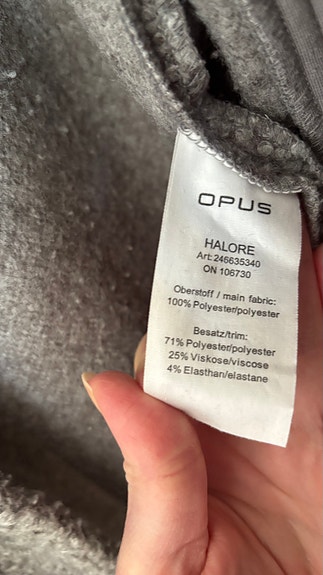 OPUS
HALORE
Art:246635340
ON 106730
Oberstoff / main fabric:
100% Polyester/polyester
Besatz/trim:
71% Polyester/polyester
25% Viskose/viscose
4% Elasthan/elastane